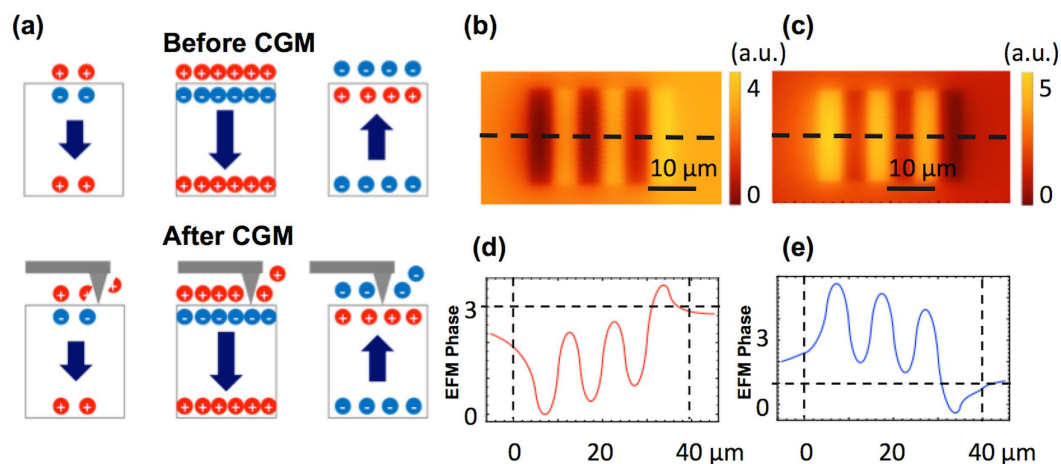 (a)
Before CGM
After CGM
(b)
(a.u.)
4
0
10 μm
(c)
(a.u.)
5
0
10 μm
(d)
EFM Phase
3
0
0
20
40 μm
(e)
EFM Phase
3
0
0
20
40 μm